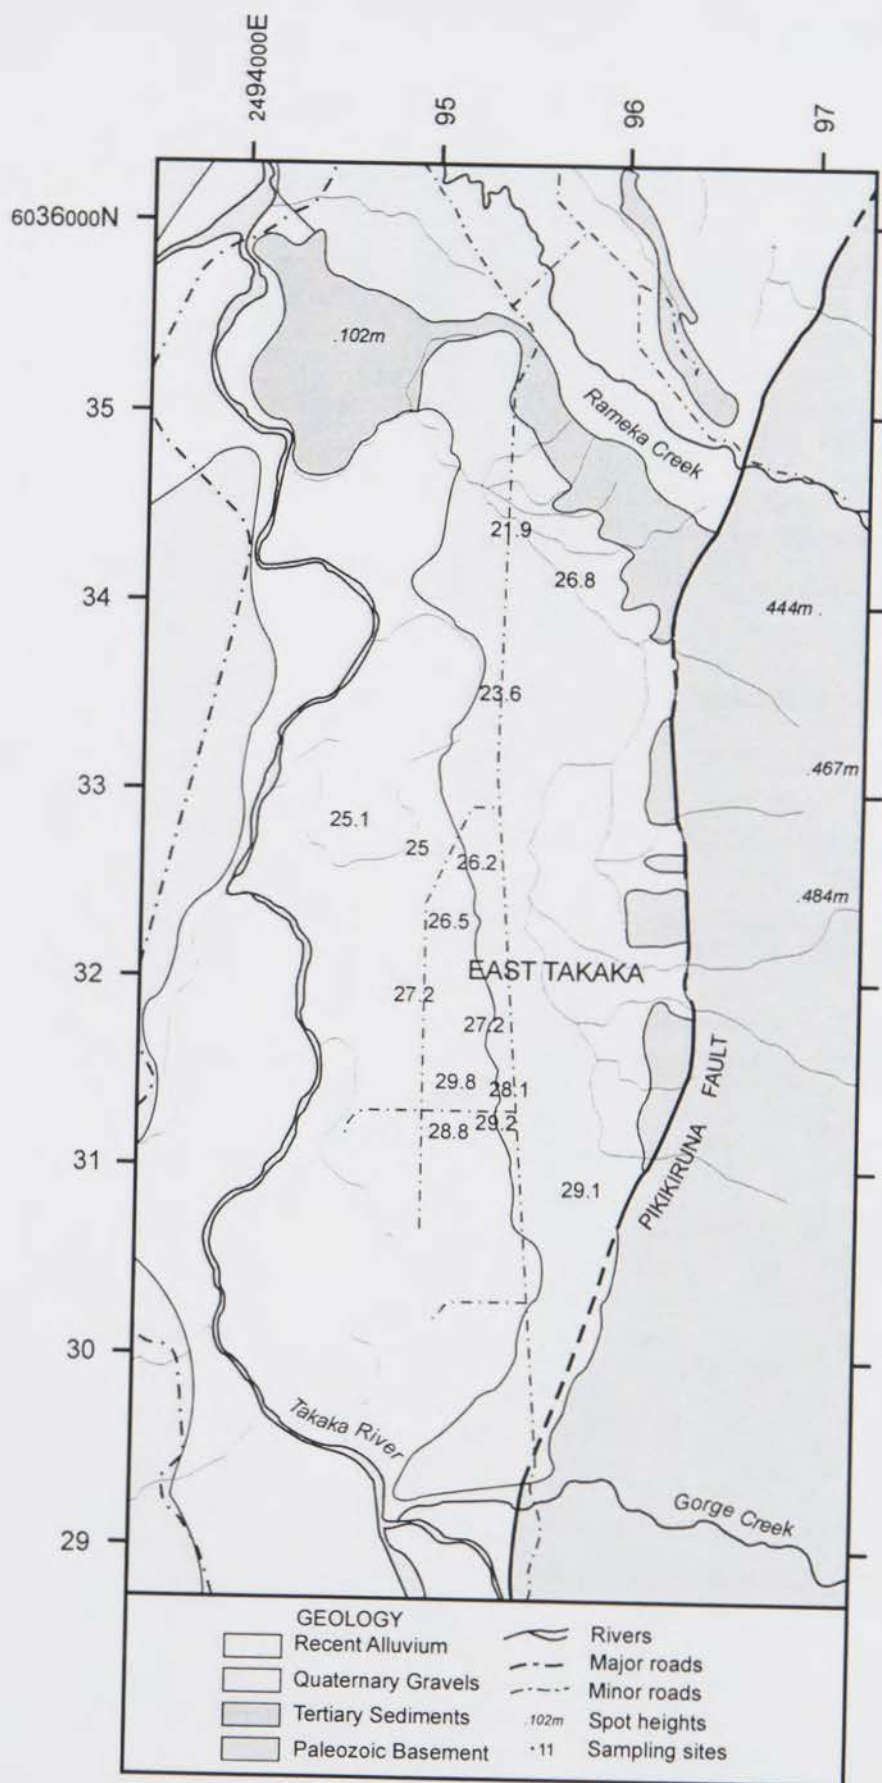 2494000E
95
96
97
6036000N
.102m
35
Rameka Creek
21.9
34
26.8
444m .
23.6
33
.467m
25.1
25
26.2
.484m
26.5
32
EAST TAKAKA
27.2
27.2
29.8
28.1
PIKIKIRUNA FAULT
28.8
29.2
31
29.1
30
Takaka River
Gorge Creek
29
GEOLOGY
Recent Alluvium
Quaternary Gravels
Tertiary Sediments
Paleozoic Basement
Rivers
Major roads
Minor roads
.102m Spot heights
• 11 Sampling sites